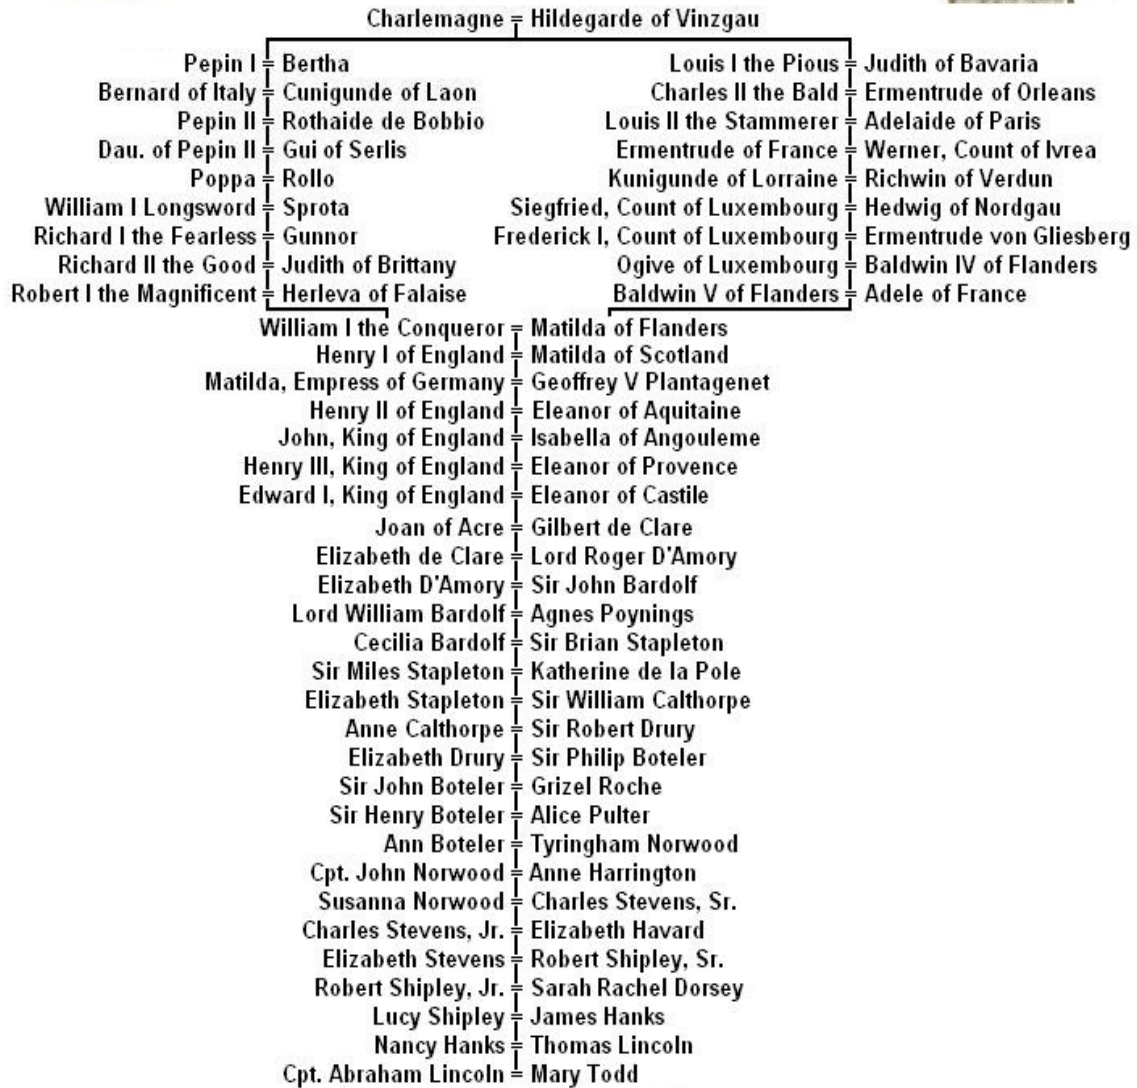 Charlemagne = Hildegarde of Vinzgau
Pepin I = Bertha
Louis I the Pious = Judith of Bavaria
Bernard of Italy = Cunigunde of Laon
Charles II the Bald = Ermentrude of Orleans
Pepin II = Rothaide de Bobbio
Louis II the Stammerer = Adelaide of Paris
Dau. of Pepin II = Gui of Serlis
Ermentrude of France = Werner, Count of Ivrea
Poppa = Rollo
Kunigunde of Lorraine = Richwin of Verdun
William I Longsword = Sprota
Siegfried, Count of Luxembourg = Hedwig of Nordgau
Richard I the Fearless = Gunnor
Frederick I, Count of Luxembourg = Ermentrude von Gliesberg
Richard II the Good = Judith of Brittany
Ogive of Luxembourg = Baldwin IV of Flanders
Robert I the Magnificent = Herleva of Falaise
Baldwin V of Flanders = Adele of France
William I the Conqueror = Matilda of Flanders
Henry I of England = Matilda of Scotland
Matilda, Empress of Germany = Geoffrey V Plantagenet
Henry II of England = Eleanor of Aquitaine
John, King of England = Isabella of Angouleme
Henry III, King of England = Eleanor of Provence
Edward I, King of England = Eleanor of Castile
Joan of Acre = Gilbert de Clare
Elizabeth de Clare = Lord Roger D'Amory
Elizabeth D'Amory = Sir John Bardolf
Lord William Bardolf = Agnes Poynings
Cecilia Bardolf = Sir Brian Stapleton
Sir Miles Stapleton = Katherine de la Pole
Elizabeth Stapleton = Sir William Calthorpe
Anne Calthorpe = Sir Robert Drury
Elizabeth Drury = Sir Philip Boteler
Sir John Boteler = Grizel Roche
Sir Henry Boteler = Alice Pulter
Ann Boteler = Tyringham Norwood
Cpt. John Norwood = Anne Harrington
Susanna Norwood = Charles Stevens, Sr.
Charles Stevens, Jr. = Elizabeth Havard
Elizabeth Stevens = Robert Shipley, Sr.
Robert Shipley, Jr. = Sarah Rachel Dorsey
Lucy Shipley = James Hanks
Nancy Hanks = Thomas Lincoln
Cpt. Abraham Lincoln = Mary Todd